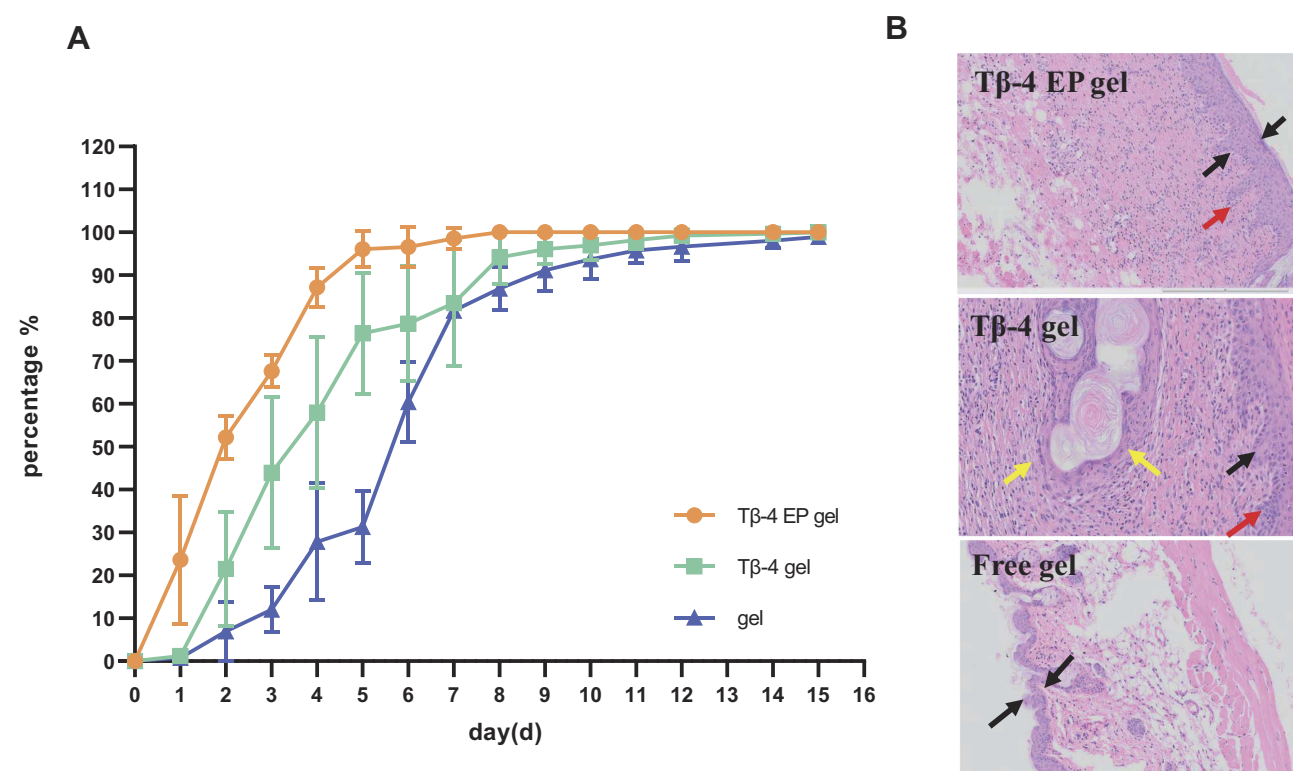 A
B
percentage %
120
110
100
90
80
70
60
50
40
30
20
10
0
0 1 2 3 4 5 6 7 8 9 10 11 12 13 14 15 16
day(d)
Tβ-4 EP gel
Tβ-4 gel
gel
Tβ-4 EP gel
Tβ-4 gel
Free gel